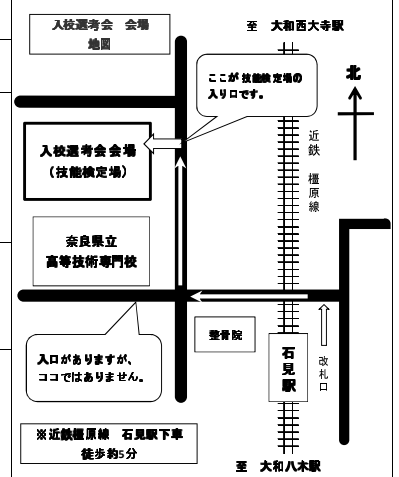 入校選考会 会場
地図
至 大和西大寺駅
ここが技能検定場の
入り口です。
北
近鉄 橿原線
入校選考会会場
(技能検定場)
奈良県立
高等技術専門校
整骨院
石見駅
改札口
入口がありますが、
ココではありません。
※近鉄橿原線 石見駅下車
徒歩約5分
至 大和八木駅